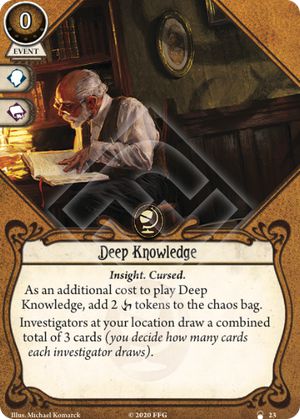 0
EVENT
Deep Knowledge
Insight. Cursed.
As an additional cost to play Deep
Knowledge, add 2 tokens to the chaos bag.
Investigators at your location draw a combined
total of 3 cards (you decide how many cards
each investigator draws).
Illus. Michael Komarck © 2020 FFG 23